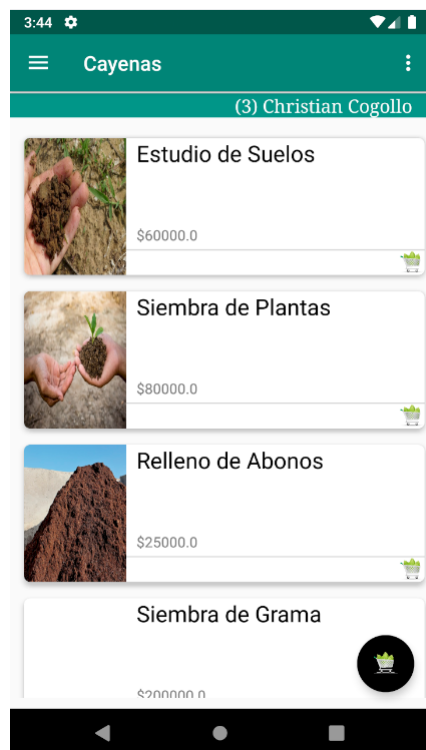 3:44
Cayenas
(3) Christian Cogollo
Estudio de Suelos
$60000.0
Siembra de Plantas
$80000.0
Relleno de Abonos
$25000.0
Siembra de Grama
$200000.0